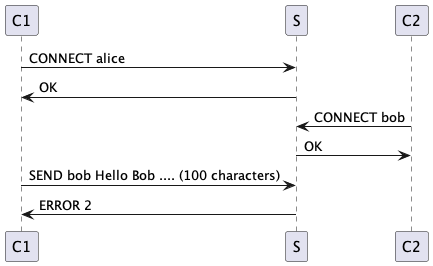 C1 S C2
CONNECT alice
OK
CONNECT bob
OK
SEND bob Hello Bob .... (100 characters)
ERROR 2
C1 S C2